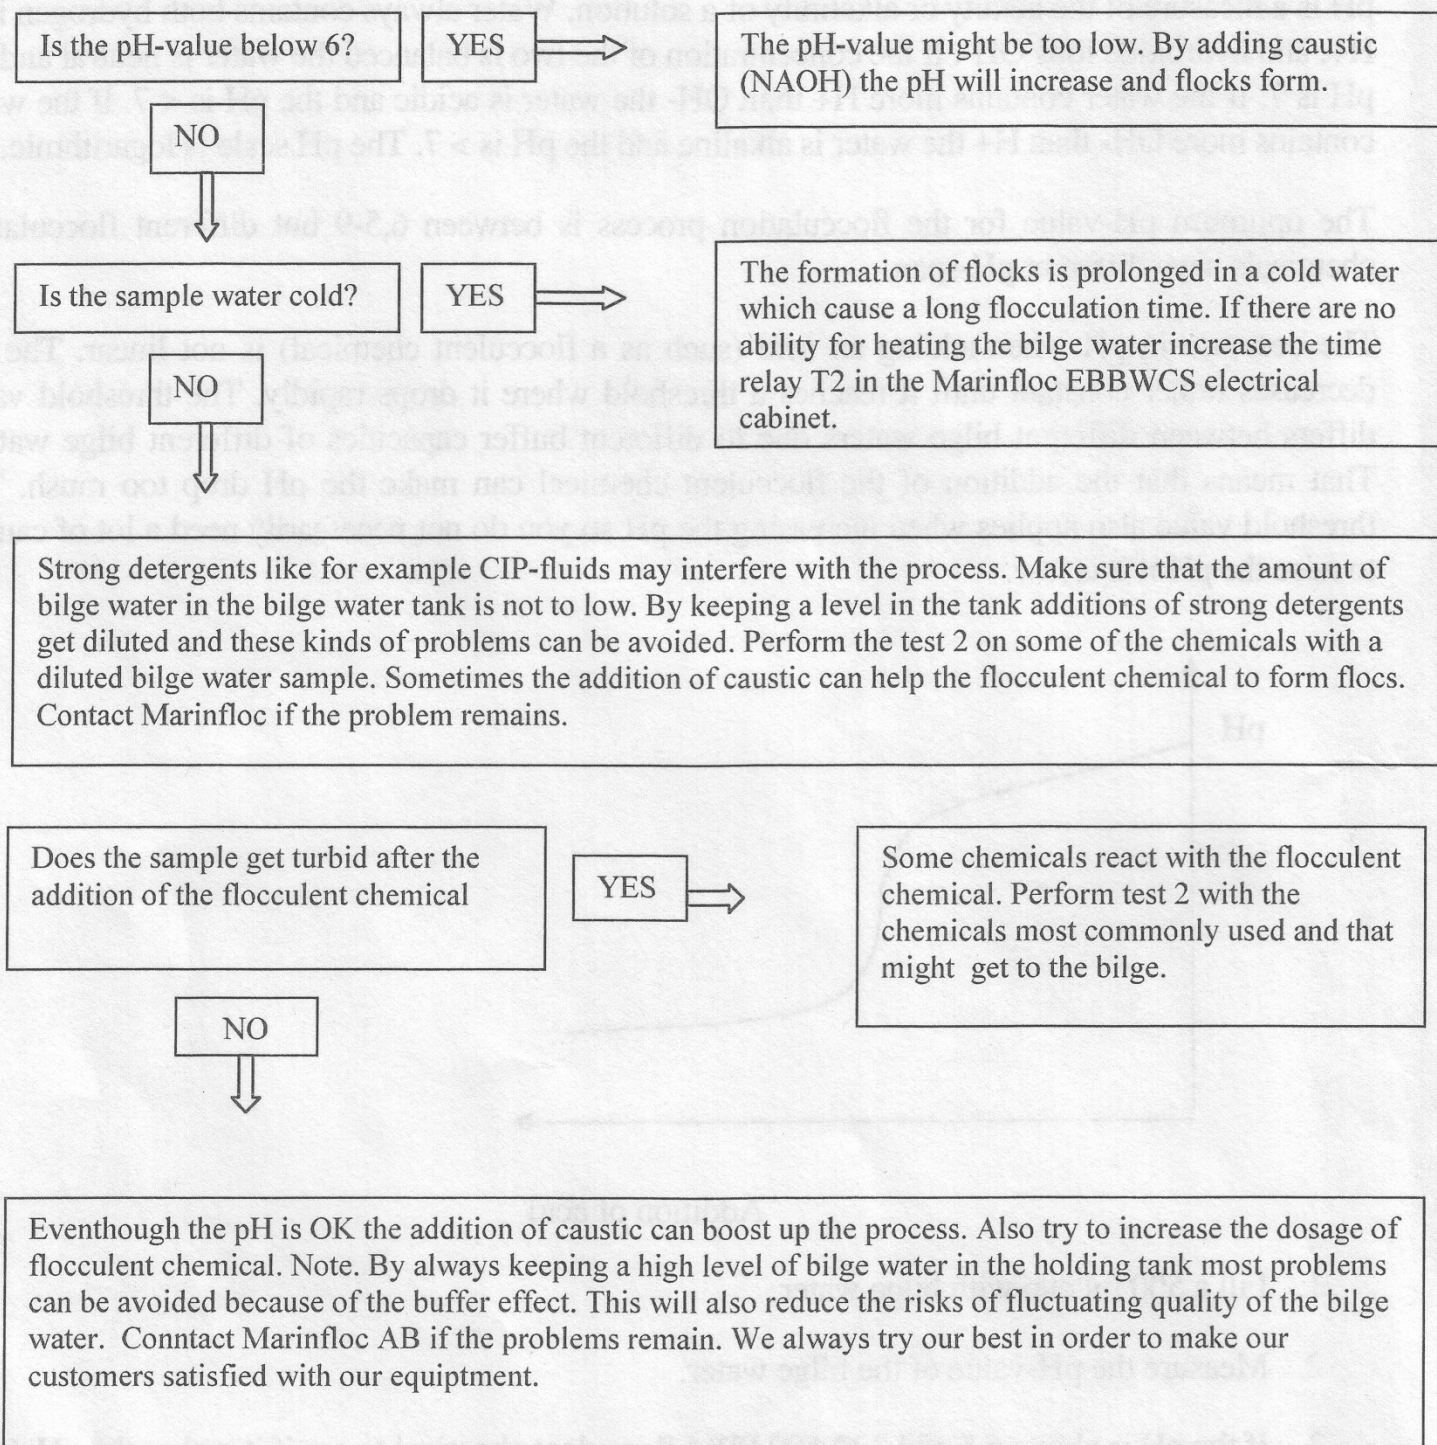 Is the pH-value below 6?
YES
The pH-value might be too low. By adding caustic
(NAOH) the pH will increase and flocks form.
NO
Is the sample water cold?
YES
The formation of flocks is prolonged in a cold water
which cause a long flocculation time. If there are no
ability for heating the bilge water increase the time
relay T2 in the Marinfloc EBBWCS electrical
cabinet.
NO
Strong detergents like for example CIP-fluids may interfere with the process. Make sure that the amount of
bilge water in the bilge water tank is not to low. By keeping a level in the tank additions of strong detergents
get diluted and these kinds of problems can be avoided. Perform the test 2 on some of the chemicals with a
diluted bilge water sample. Sometimes the addition of caustic can help the flocculent chemical to form flocs.
Contact Marinfloc if the problem remains.
Does the sample get turbid after the
addition of the flocculent chemical
YES
Some chemicals react with the flocculent
chemical. Perform test 2 with the
chemicals most commonly used and that
might get to the bilge.
NO
Eventhough the pH is OK the addition of caustic can boost up the process. Also try to increase the dosage of
flocculent chemical. Note. By always keeping a high level of bilge water in the holding tank most problems
can be avoided because of the buffer effect. This will also reduce the risks of fluctuating quality of the bilge
water. Conntact Marinfloc AB if the problems remain. We always try our best in order to make our
customers satisfied with our equiptment.